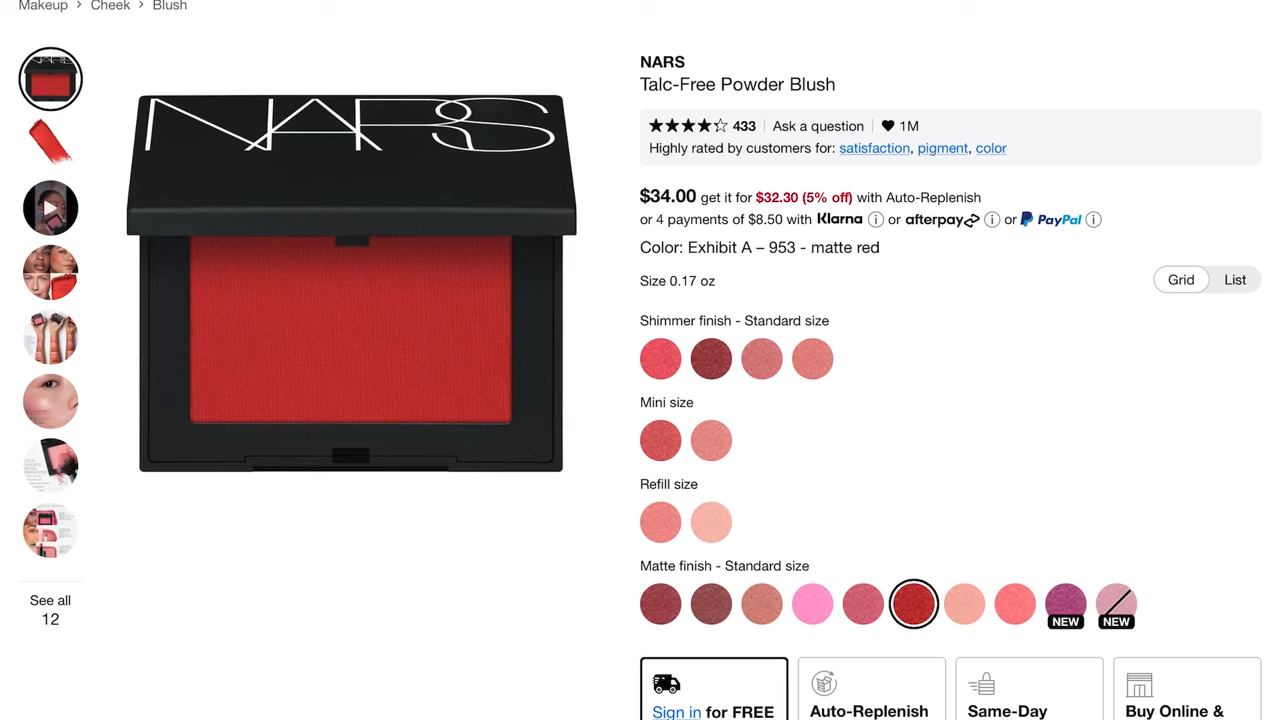 Makeup > Cheek > Blush
NARS
See all
12
NARS
Talc-Free Powder Blush
433 Ask a question 1M
Highly rated by customers for: satisfaction, pigment, color
$34.00 get it for $32.30 (5% off) with Auto-Replenish
or 4 payments of $8.50 with Klarna or afterpay or PayPal
Color: Exhibit A – 953 - matte red
Size 0.17 oz
Grid List
Shimmer finish - Standard size
Mini size
Refill size
Matte finish - Standard size
NEW NEW
Sign in for FREE
Auto-Replenish
Same-Day
Buy Online &